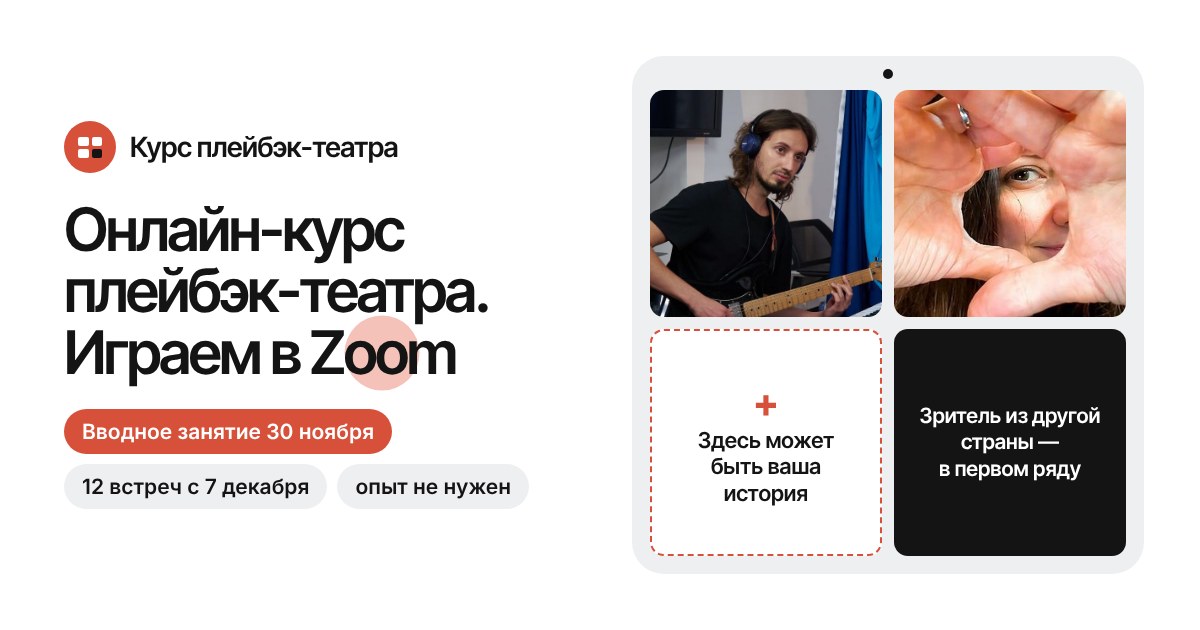 Курс плейбэк-театра
Онлайн-курс
плейбэк-театра.
Играем в Zoom
Вводное занятие 30 ноября
12 встреч с 7 декабря
опыт не нужен
+
Здесь может
быть ваша
история
Зритель из другой
страны —
в первом ряду